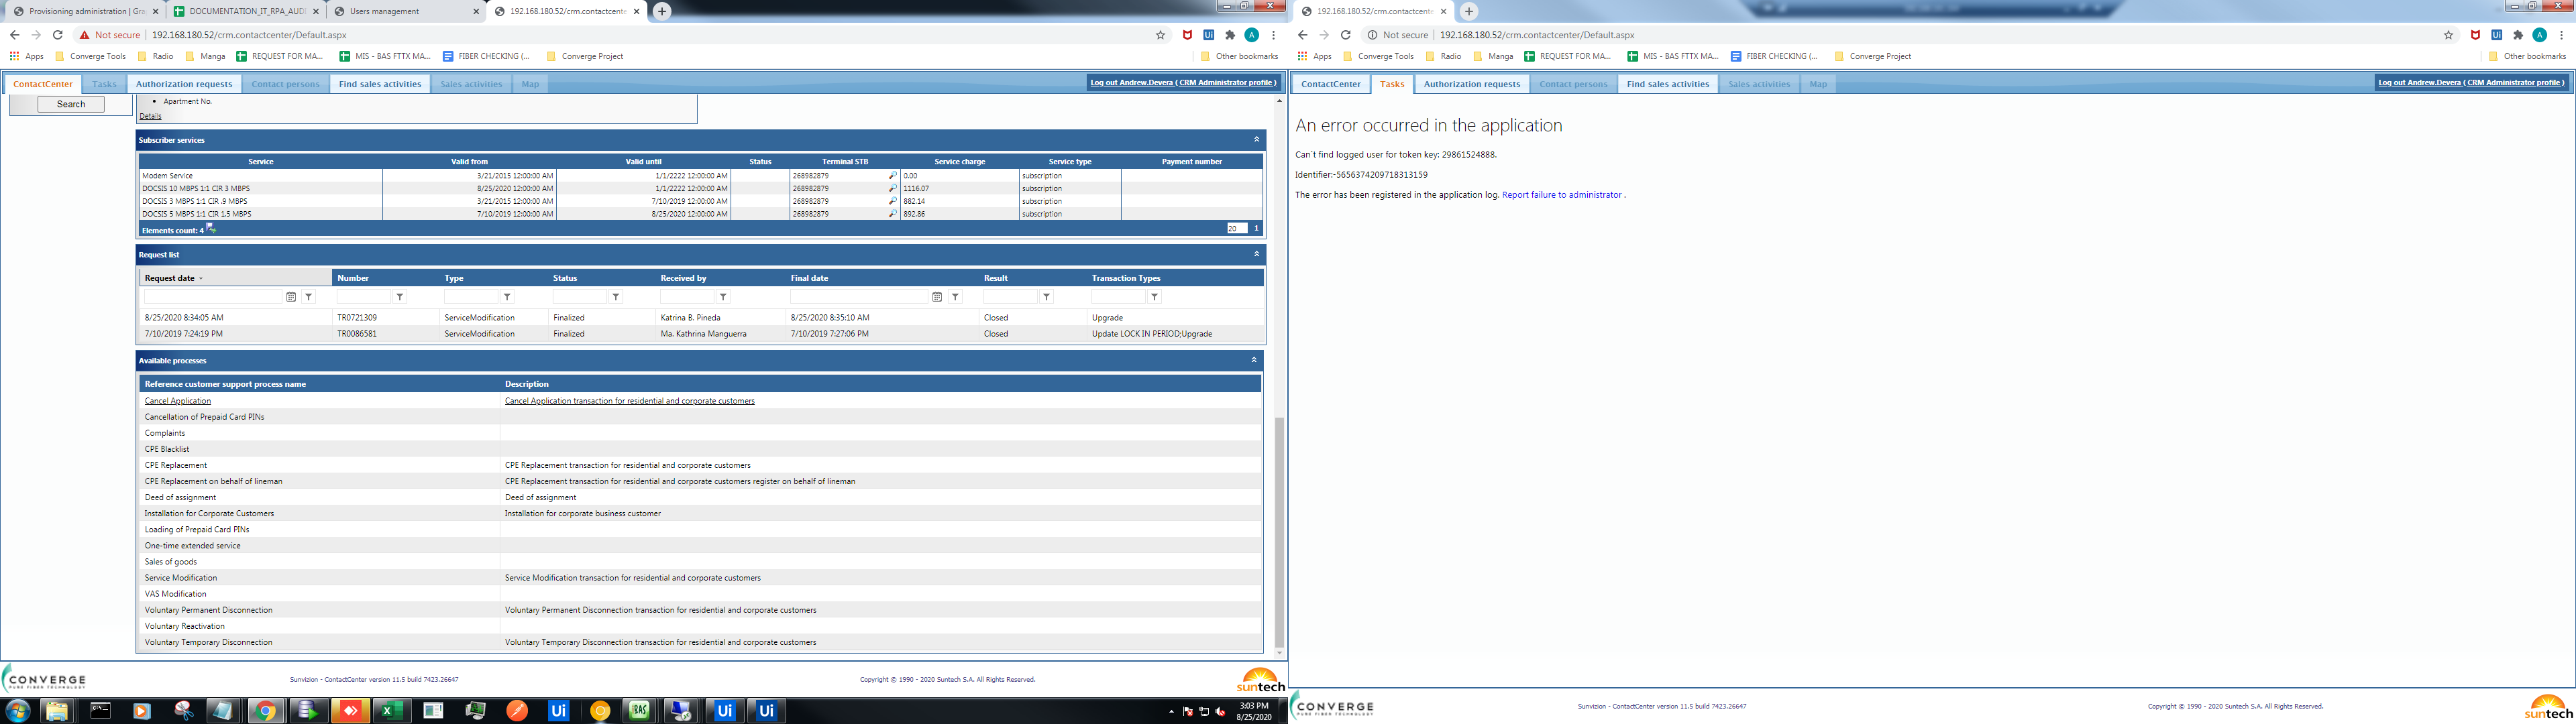 Provisioning administration | Gra
DOCUMENTATION_IT_RPA_AUDI
Users management
192.168.180.52/crm.contactcente
Not secure | 192.168.180.52/crm.contactcenter/Default.aspx
Apps Converge Tools Radio Manga REQUEST FOR MA... MIS - BAS FTTX MA... FIBER CHECKING (... Converge Project Other bookmarks
ContactCenter Tasks Authorization requests Contact persons Find sales activities Sales activities Map Log out Andrew.Devera ( CRM Administrator profile )
Search
• Apartment No.
Details
Subscriber services
Service Valid from Valid until Status Terminal STB Service charge Service type Payment number
Modem Service 3/21/2015 12:00:00 AM 1/1/2222 12:00:00 AM 268982879 0.00 subscription
DOCSIS 10 MBPS 1:1 CIR 3 MBPS 8/25/2020 12:00:00 AM 1/1/2222 12:00:00 AM 268982879 1116.07 subscription
DOCSIS 3 MBPS 1:1 CIR .9 MBPS 3/21/2015 12:00:00 AM 7/10/2019 12:00:00 AM 268982879 882.14 subscription
DOCSIS 5 MBPS 1:1 CIR 1.5 MBPS 7/10/2019 12:00:00 AM 8/25/2020 12:00:00 AM 268982879 892.86 subscription
Elements count: 4 20 1
Request list
Request date Number Type Status Received by Final date Result Transaction Types
8/25/2020 8:34:05 AM TR0721309 ServiceModification Finalized Katrina B. Pineda 8/25/2020 8:35:10 AM Closed Upgrade
7/10/2019 7:24:19 PM TR0086581 ServiceModification Finalized Ma. Kathrina Manguerra 7/10/2019 7:27:06 PM Closed Update LOCK IN PERIOD;Upgrade
Available processes
Reference customer support process name Description
Cancel Application Cancel Application transaction for residential and corporate customers
Cancellation of Prepaid Card PINs
Complaints
CPE Blacklist
CPE Replacement CPE Replacement transaction for residential and corporate customers
CPE Replacement on behalf of lineman CPE Replacement transaction for residential and corporate customers register on behalf of lineman
Deed of assignment Deed of assignment
Installation for Corporate Customers Installation for corporate business customer
Loading of Prepaid Card PINs
One-time extended service
Sales of goods
Service Modification Service Modification transaction for residential and corporate customers
VAS Modification
Voluntary Permanent Disconnection Voluntary Permanent Disconnection transaction for residential and corporate customers
Voluntary Reactivation
Voluntary Temporary Disconnection Voluntary Temporary Disconnection transaction for residential and corporate customers
CONVERGE
PURE FIBER TECHNOLOGY
Sunvizion - ContactCenter version 11.5 build 7423.26647
Copyright © 1990 - 2020 Suntech S.A. All Rights Reserved.
suntech
BAS
Ui
3:03 PM
8/25/2020
192.168.180.52/crm.contactcente
Not secure | 192.168.180.52/crm.contactcenter/Default.aspx
Apps Converge Tools Radio Manga REQUEST FOR MA... MIS - BAS FTTX MA... FIBER CHECKING (... Converge Project Other bookmarks
ContactCenter Tasks Authorization requests Contact persons Find sales activities Sales activities Map Log out Andrew.Devera ( CRM Administrator profile )
An error occurred in the application
Can`t find logged user for token key: 29861524888.
Identifier:-5656374209718313159
The error has been registered in the application log. Report failure to administrator .
CONVERGE
PURE FIBER TECHNOLOGY
Sunvizion - ContactCenter version 11.5 build 7423.26647
Copyright © 1990 - 2020 Suntech S.A. All Rights Reserved.
suntech